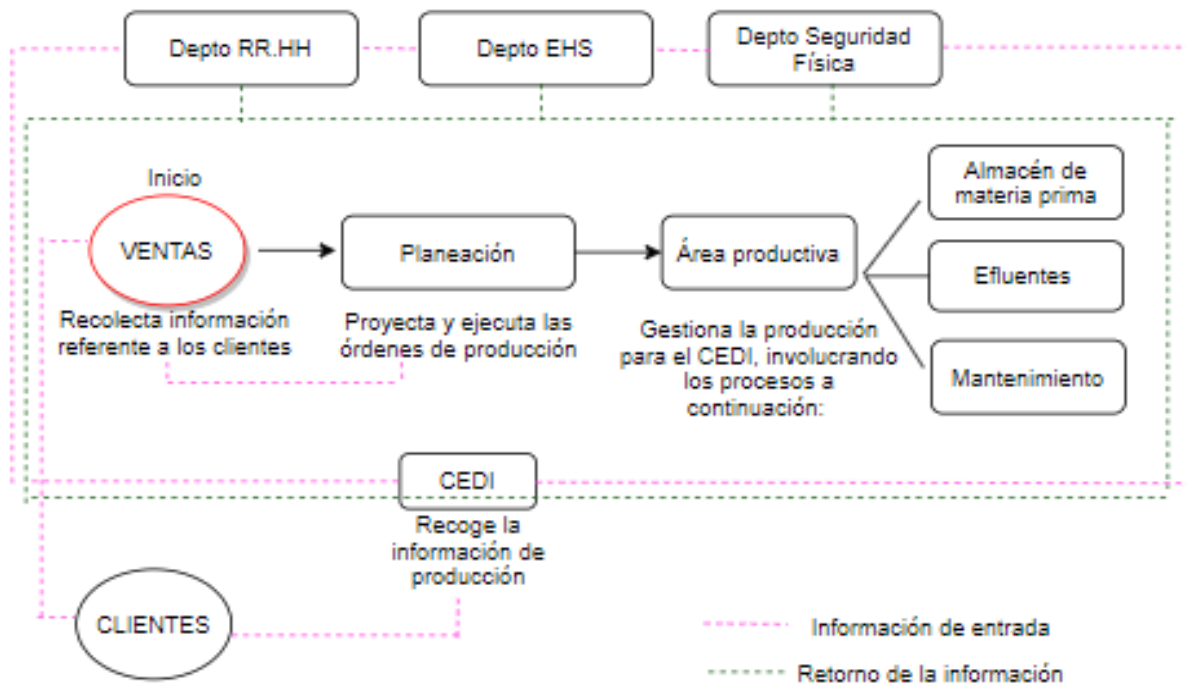 Depto RR.HH
Depto EHS
Depto Seguridad
Física
Inicio
VENTAS
Recolecta información
referente a los clientes
Planeación
Proyecta y ejecuta las
órdenes de producción
Área productiva
Gestiona la producción
para el CEDI, involucrando
los procesos a
continuación:
Almacén de
materia prima
Efluentes
Mantenimiento
CEDI
Recoge la
información de
producción
CLIENTES
Información de entrada
Retorno de la información